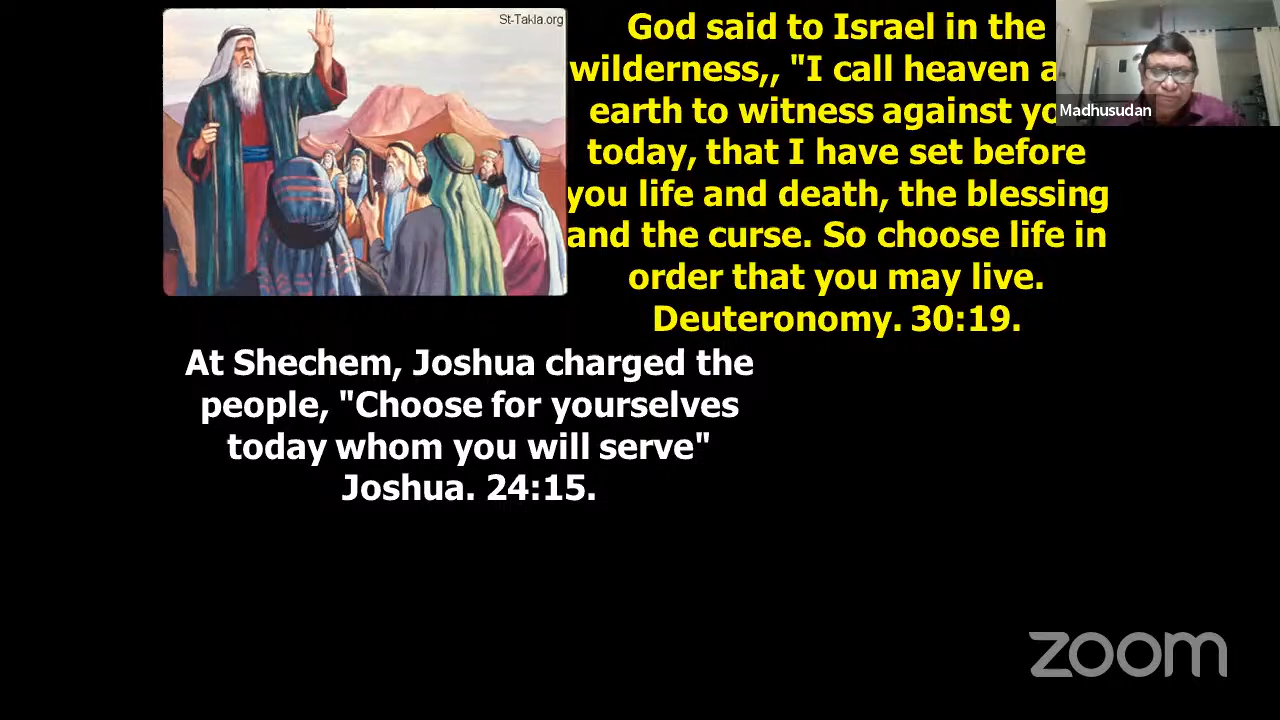 St-Takla.org
God said to Israel in the
wilderness,, "I call heaven a
earth to witness against yo
today, that I have set before
you life and death, the blessing
and the curse. So choose life in
order that you may live.
Deuteronomy. 30:19.
Madhusudan
At Shechem, Joshua charged the
people, "Choose for yourselves
today whom you will serve"
Joshua. 24:15.
zoom